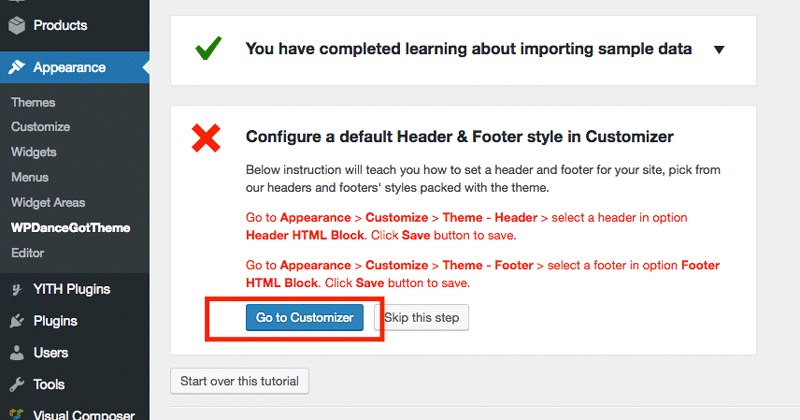 Products
Appearance
Themes
Customize
Widgets
Menus
Widget Areas
WPDanceGotTheme
Editor
YITH Plugins
Plugins
Users
Tools
Visual Composer
You have completed learning about importing sample data
Configure a default Header & Footer style in Customizer
Below instruction will teach you how to set a header and footer for your site, pick from
our headers and footers' styles packed with the theme.
Go to Appearance > Customize > Theme - Header > select a header in option
Header HTML Block. Click Save button to save.
Go to Appearance > Customize > Theme - Footer > select a footer in option Footer
HTML Block. Click Save button to save.
Go to Customizer
Skip this step
Start over this tutorial